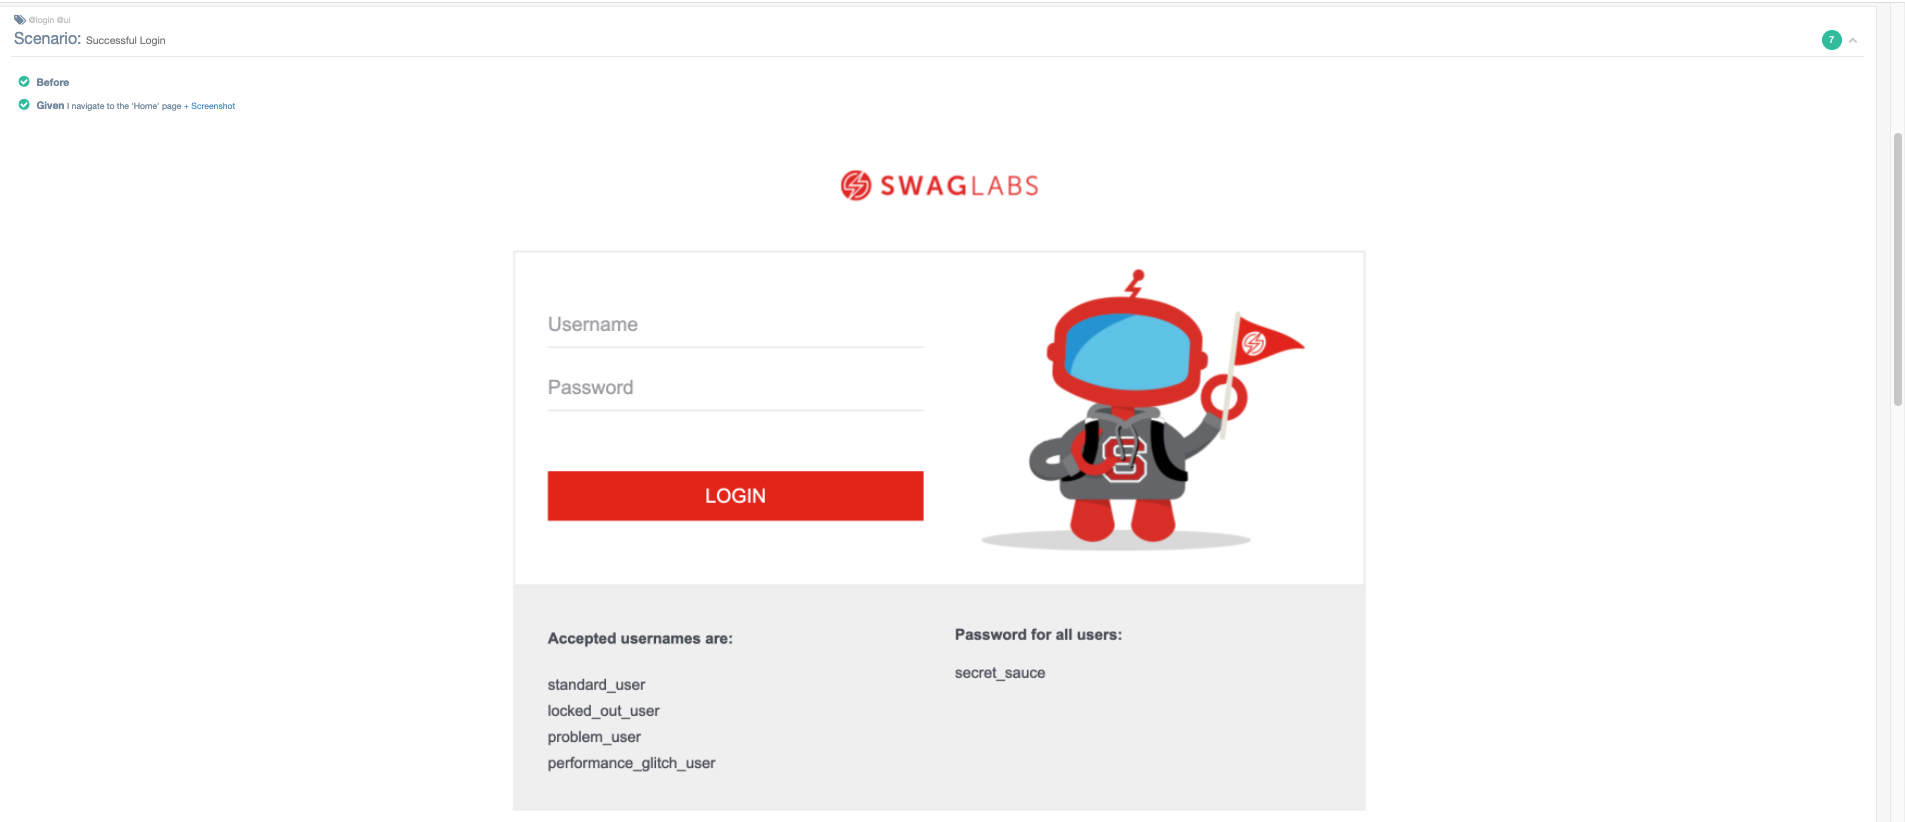 @login @ui
Scenario: Successful Login
7
Before
Given I navigate to the 'Home' page + Screenshot
SWAGLABS
Username
Password
LOGIN
S
Accepted usernames are:
standard_user
locked_out_user
problem_user
performance_glitch_user
Password for all users:
secret_sauce